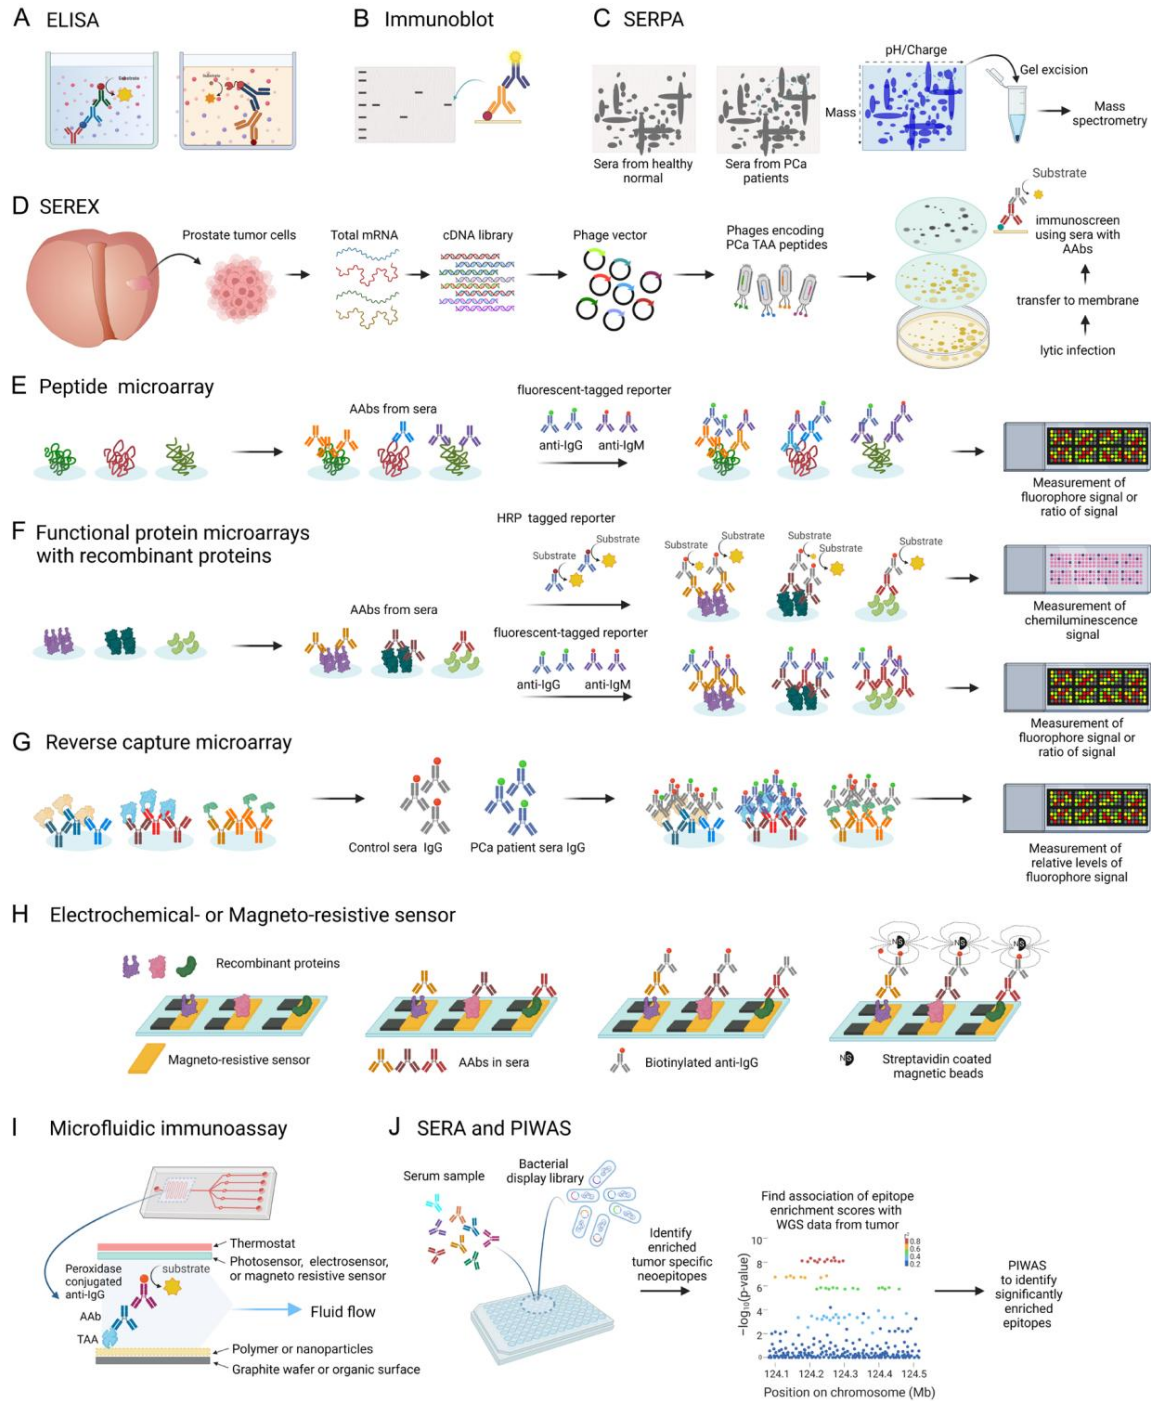 A ELISA
Substrate
Substrate
B Immunoblot
C SERPA
Sera from healthy
normal
Sera from PCa
patients
pH/Charge
Mass
Gel excision
Mass
spectrometry
D SEREX
Prostate tumor cells
Total mRNA
cDNA library
Phage vector
Phages encoding
PCa TAA peptides
Substrate
immunoscreen
using sera with
AAbs
transfer to membrane
lytic infection
E Peptide microarray
AAbs from sera
fluorescent-tagged reporter
anti-IgG
anti-IgM
Measurement of
fluorophore signal or
ratio of signal
F Functional protein microarrays
with recombinant proteins
AAbs from sera
HRP tagged reporter
Substrate
Substrate
Substrate
Substrate
Substrate
Substrate
Substrate
Measurement of
chemiluminescence
signal
fluorescent-tagged reporter
anti-IgG
anti-IgM
Measurement of
fluorophore signal or
ratio of signal
G Reverse capture microarray
Control sera IgG
PCa patient sera IgG
Measurement of
relative levels of
fluorophore signal
H Electrochemical- or Magneto-resistive sensor
Recombinant proteins
N S
N S
N S
Magneto-resistive sensor
AAbs in sera
Biotinylated anti-IgG
N S
Streptavidin coated
magnetic beads
I Microfluidic immunoassay
Thermostat
Photosensor, electrosensor,
or magneto resistive sensor
Peroxidase
conjugated
anti-IgG
substrate
AAb
TAA
Fluid flow
Polymer or nanoparticles
Graphite wafer or organic surface
J SERA and PIWAS
Serum sample
Bacterial
display library
Identify
enriched
tumor specific
neoepitopes
Find association of epitope
enrichment scores with
WGS data from tumor
−log₁₀(p-value)
10
8
6
4
2
0
0.8
0.6
0.4
0.2
124.1 124.2 124.3 124.4 124.5
Position on chromosome (Mb)
PIWAS
to identify
significantly
enriched
epitopes